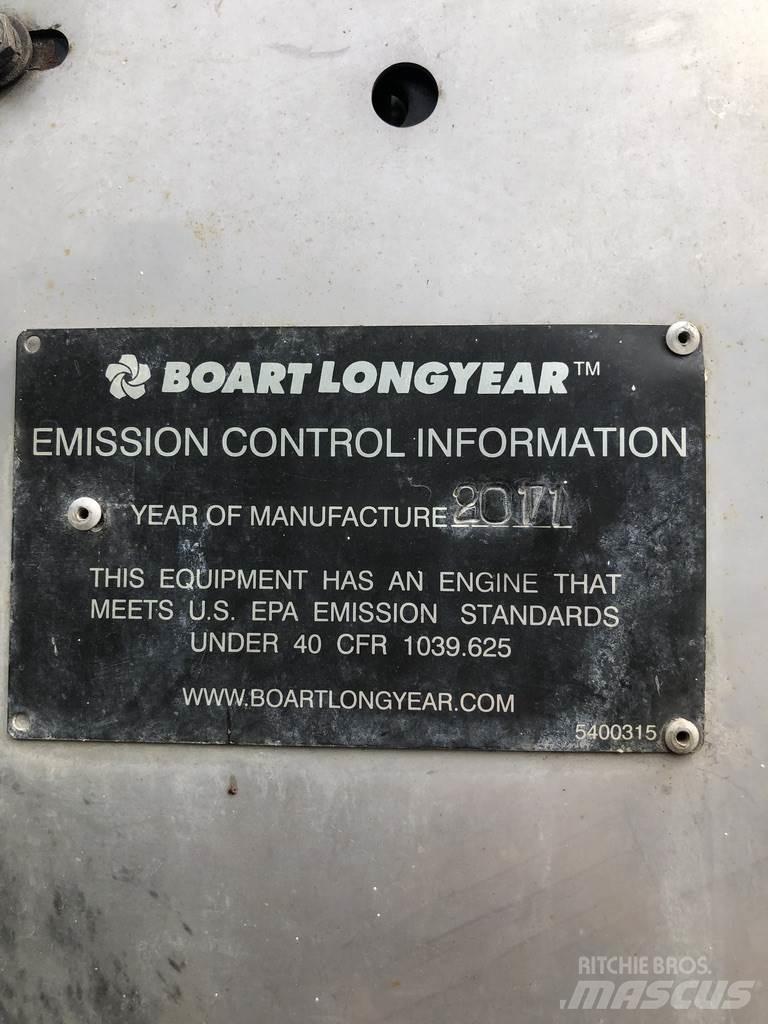 BOART LONGYEAR™
EMISSION CONTROL INFORMATION
YEAR OF MANUFACTURE 2011
THIS EQUIPMENT HAS AN ENGINE THAT
MEETS U.S. EPA EMISSION STANDARDS
UNDER 40 CFR 1039.625
WWW.BOARTLONGYEAR.COM
5400315
RITCHIE BROS.
MASCUS